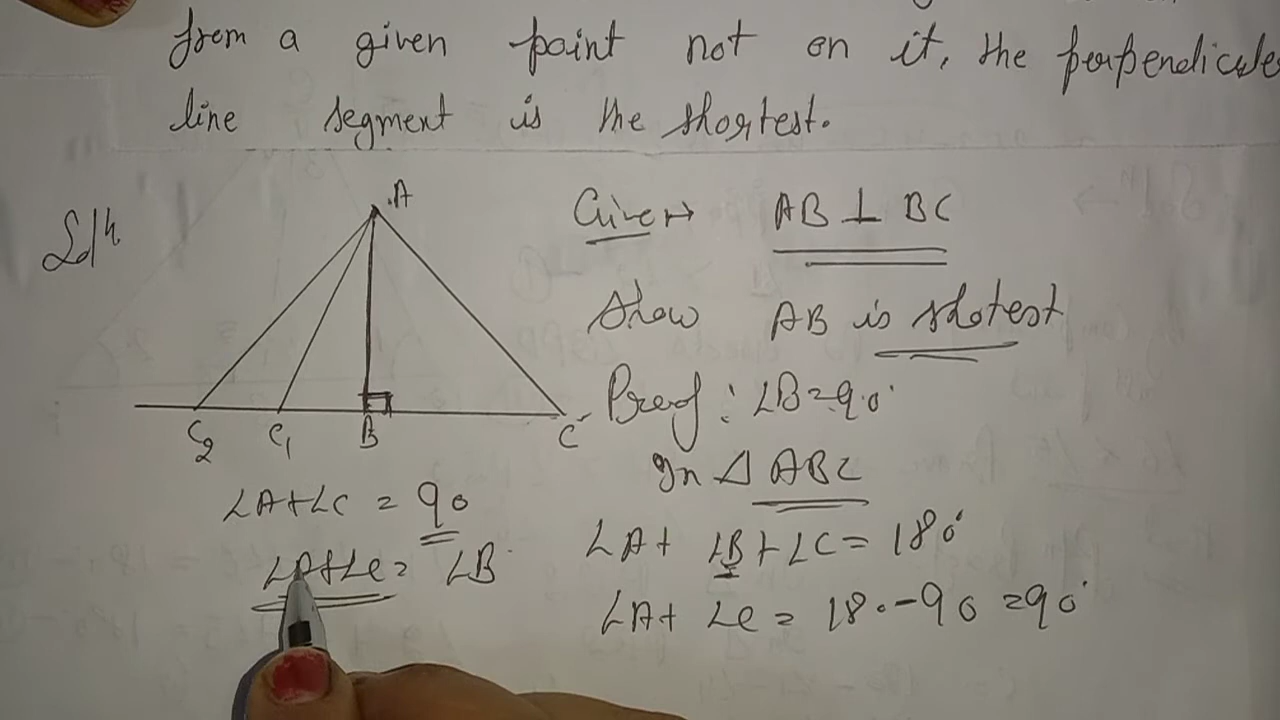 from a given point not on it, the perpendicular
line segment is the shortest.
Solⁿ
A
C₂ C₁ B C
Given → AB ⊥ BC
Show AB is shotest
Proof : ∠B = 90°
In △ ABC
∠A + ∠B + ∠C = 180°
∠A + ∠C = 180 - 90 = 90°
∠A + ∠C = 90
∠A + ∠C = ∠B